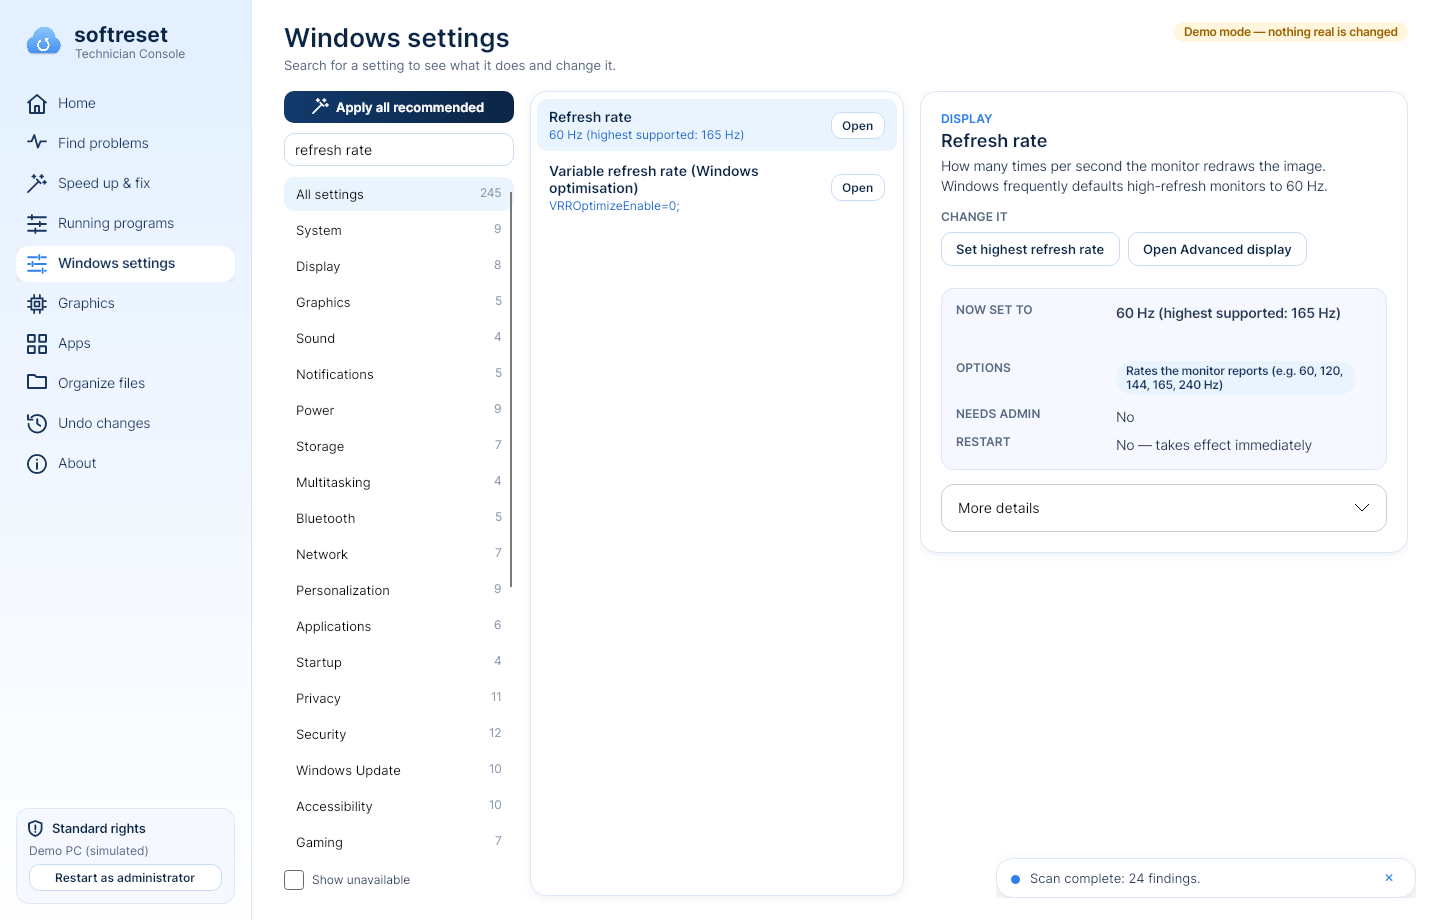 softreset
Technician Console
Home
Find problems
Speed up & fix
Running programs
Windows settings
Graphics
Apps
Organize files
Undo changes
About
Standard rights
Demo PC (simulated)
Restart as administrator
Windows settings
Search for a setting to see what it does and change it.
Demo mode — nothing real is changed
Apply all recommended
refresh rate
All settings 245
System 9
Display 8
Graphics 5
Sound 4
Notifications 5
Power 9
Storage 7
Multitasking 4
Bluetooth 5
Network 7
Personalization 9
Applications 6
Startup 4
Privacy 11
Security 12
Windows Update 10
Accessibility 10
Gaming 7
Show unavailable
Refresh rate
60 Hz (highest supported: 165 Hz)
Open
Variable refresh rate (Windows
optimisation)
VRROptimizeEnable=0;
Open
DISPLAY
Refresh rate
How many times per second the monitor redraws the image.
Windows frequently defaults high-refresh monitors to 60 Hz.
CHANGE IT
Set highest refresh rate
Open Advanced display
NOW SET TO 60 Hz (highest supported: 165 Hz)
OPTIONS Rates the monitor reports (e.g. 60, 120,
144, 165, 240 Hz)
NEEDS ADMIN No
RESTART No — takes effect immediately
More details
Scan complete: 24 findings.